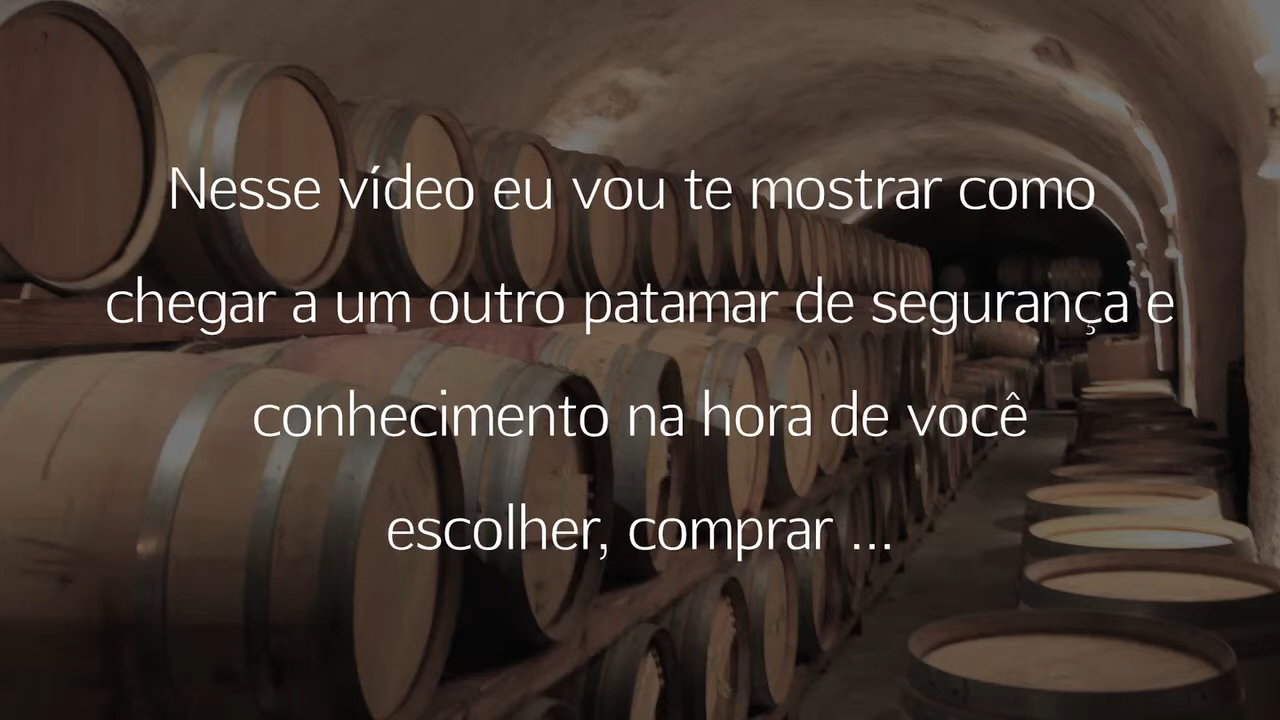 Nesse vídeo eu vou te mostrar como
chegar a um outro patamar de segurança e
conhecimento na hora de você
escolher, comprar ...